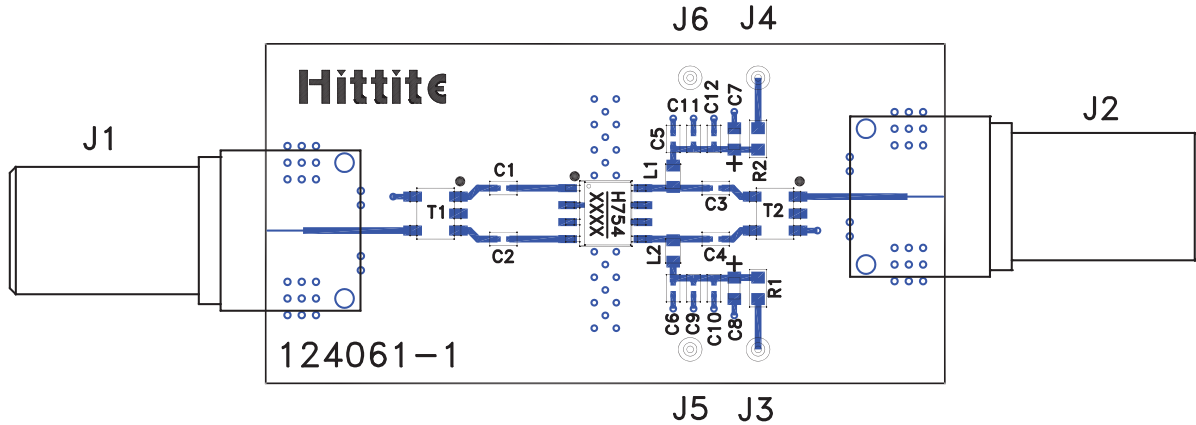 J6
J4
Hittite
J1
J2
C11
C12
C7
C5
L1
+
R2
C1
H754
XXXX
T1
C3
T2
C2
L2
C4
+
R1
C6
C9
C10
C8
124061-1
J5
J3